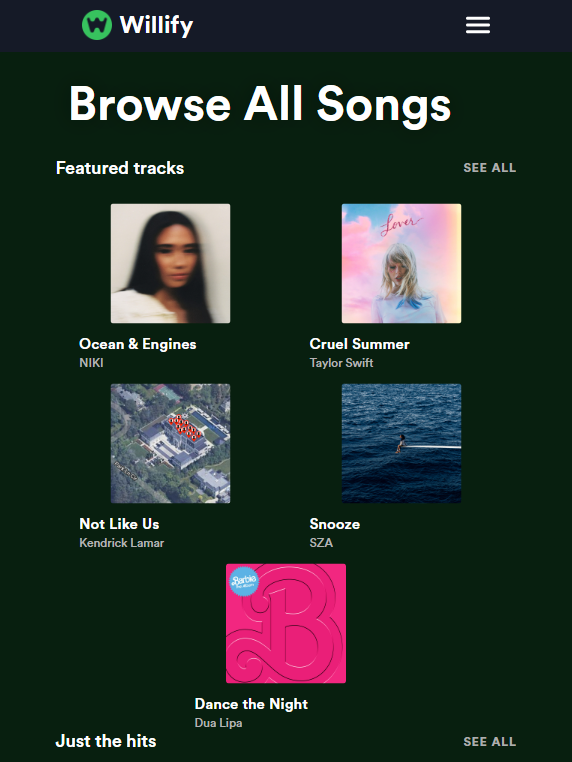 Willify
Browse All Songs
Featured tracks
SEE ALL
Lover
Ocean & Engines
NIKI
Cruel Summer
Taylor Swift
Not Like Us
Kendrick Lamar
Snooze
SZA
Barbie
B
Dance the Night
Dua Lipa
Just the hits
SEE ALL